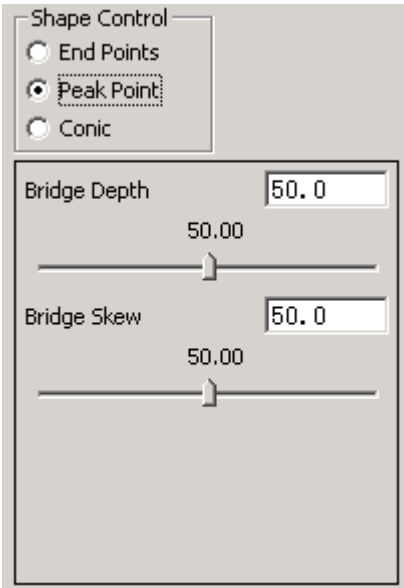 Shape Control
End Points
Peak Point
Conic
Bridge Depth 50.0
50.00
Bridge Skew 50.0
50.00